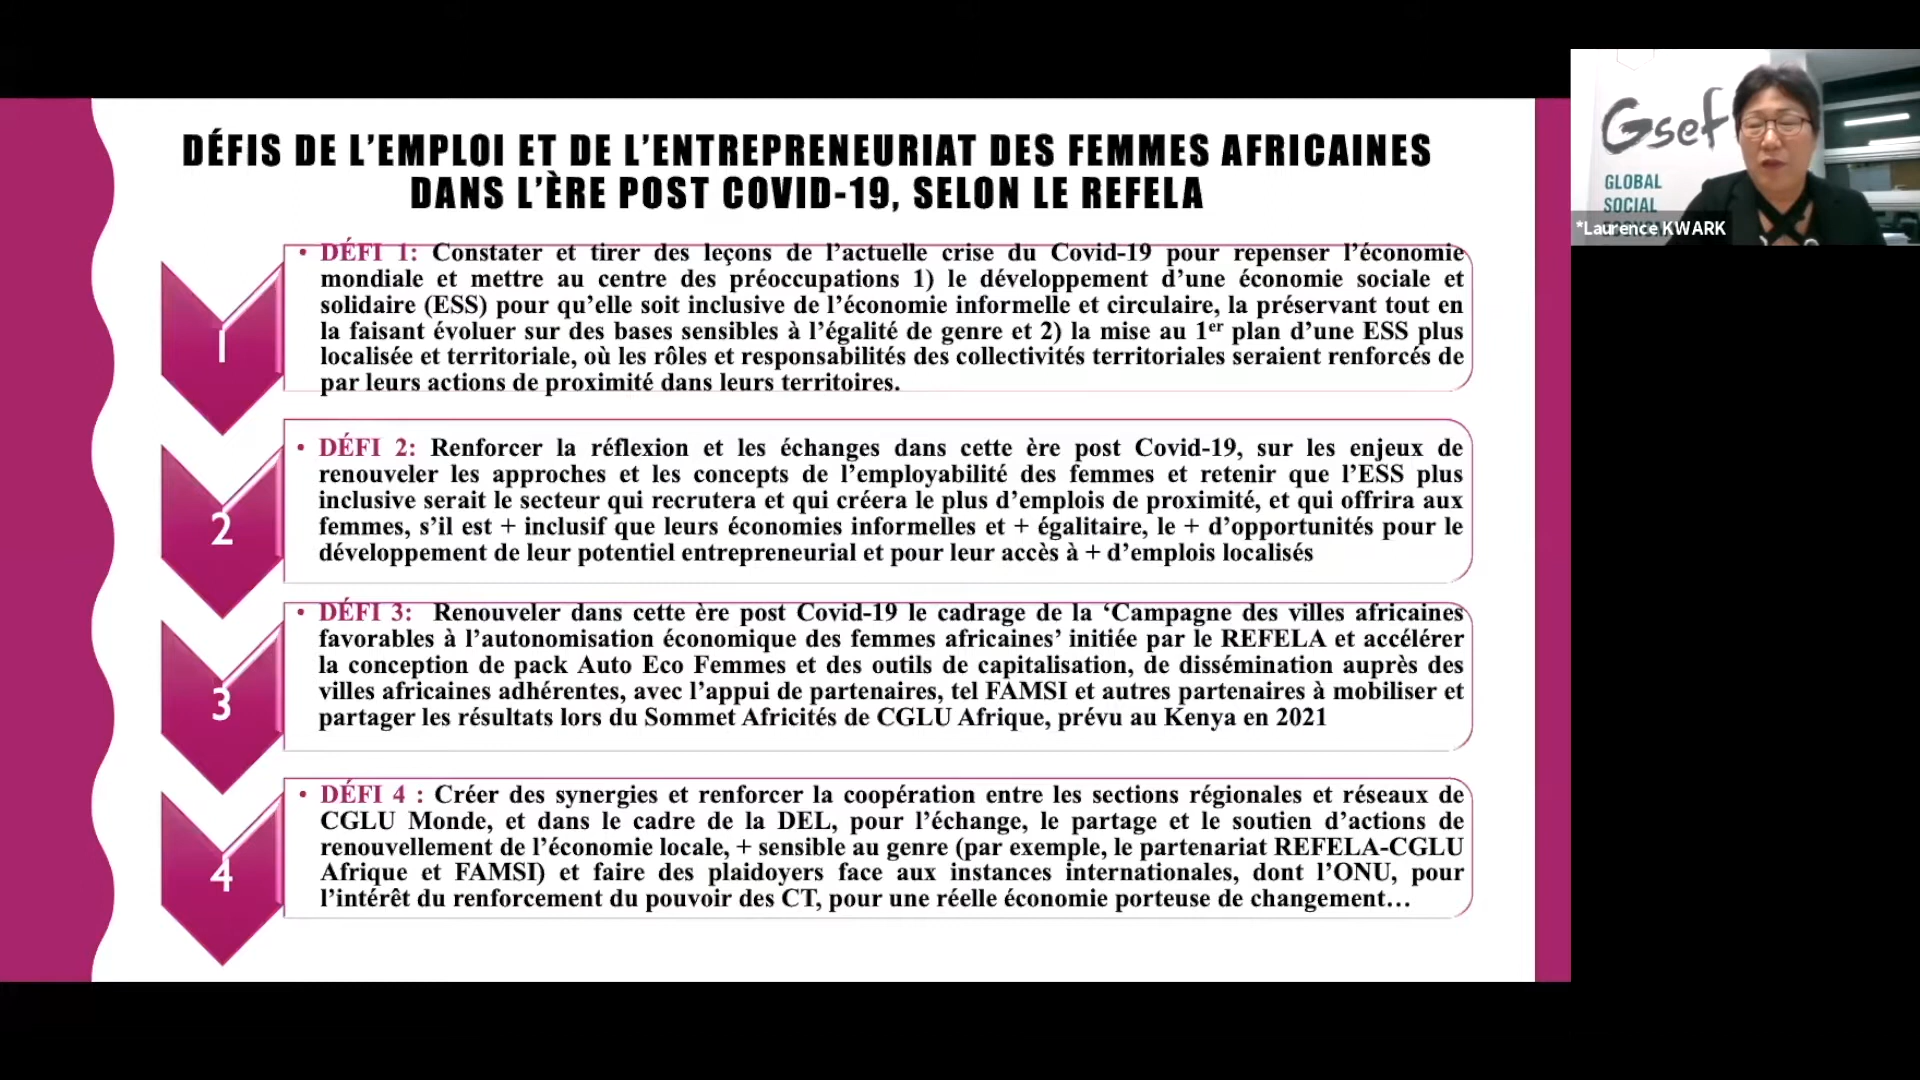 DÉFIS DE L'EMPLOI ET DE L'ENTREPRENEURIAT DES FEMMES AFRICAINES
DANS L'ÈRE POST COVID-19, SELON LE REFELA
1
• DÉFI 1: Constater et tirer des leçons de l'actuelle crise du Covid-19 pour repenser l'économie
mondiale et mettre au centre des préoccupations 1) le développement d'une économie sociale et
solidaire (ESS) pour qu'elle soit inclusive de l'économie informelle et circulaire, la préservant tout en
la faisant évoluer sur des bases sensibles à l'égalité de genre et 2) la mise au 1er plan d'une ESS plus
localisée et territoriale, où les rôles et responsabilités des collectivités territoriales seraient renforcés de
par leurs actions de proximité dans leurs territoires.
2
• DÉFI 2: Renforcer la réflexion et les échanges dans cette ère post Covid-19, sur les enjeux de
renouveler les approches et les concepts de l'employabilité des femmes et retenir que l'ESS plus
inclusive serait le secteur qui recrutera et qui créera le plus d'emplois de proximité, et qui offrira aux
femmes, s'il est + inclusif que leurs économies informelles et + égalitaire, le + d'opportunités pour le
développement de leur potentiel entrepreneurial et pour leur accès à + d'emplois localisés
3
• DÉFI 3: Renouveler dans cette ère post Covid-19 le cadrage de la 'Campagne des villes africaines
favorables à l'autonomisation économique des femmes africaines' initiée par le REFELA et accélérer
la conception de pack Auto Eco Femmes et des outils de capitalisation, de dissémination auprès des
villes africaines adhérentes, avec l'appui de partenaires, tel FAMSI et autres partenaires à mobiliser et
partager les résultats lors du Sommet Africités de CGLU Afrique, prévu au Kenya en 2021
4
• DÉFI 4 : Créer des synergies et renforcer la coopération entre les sections régionales et réseaux de
CGLU Monde, et dans le cadre de la DEL, pour l'échange, le partage et le soutien d'actions de
renouvellement de l'économie locale, + sensible au genre (par exemple, le partenariat REFELA-CGLU
Afrique et FAMSI) et faire des plaidoyers face aux instances internationales, dont l'ONU, pour
l'intérêt du renforcement du pouvoir des CT, pour une réelle économie porteuse de changement…
Gsef
GLOBAL
SOCIAL
*Laurence KWARK